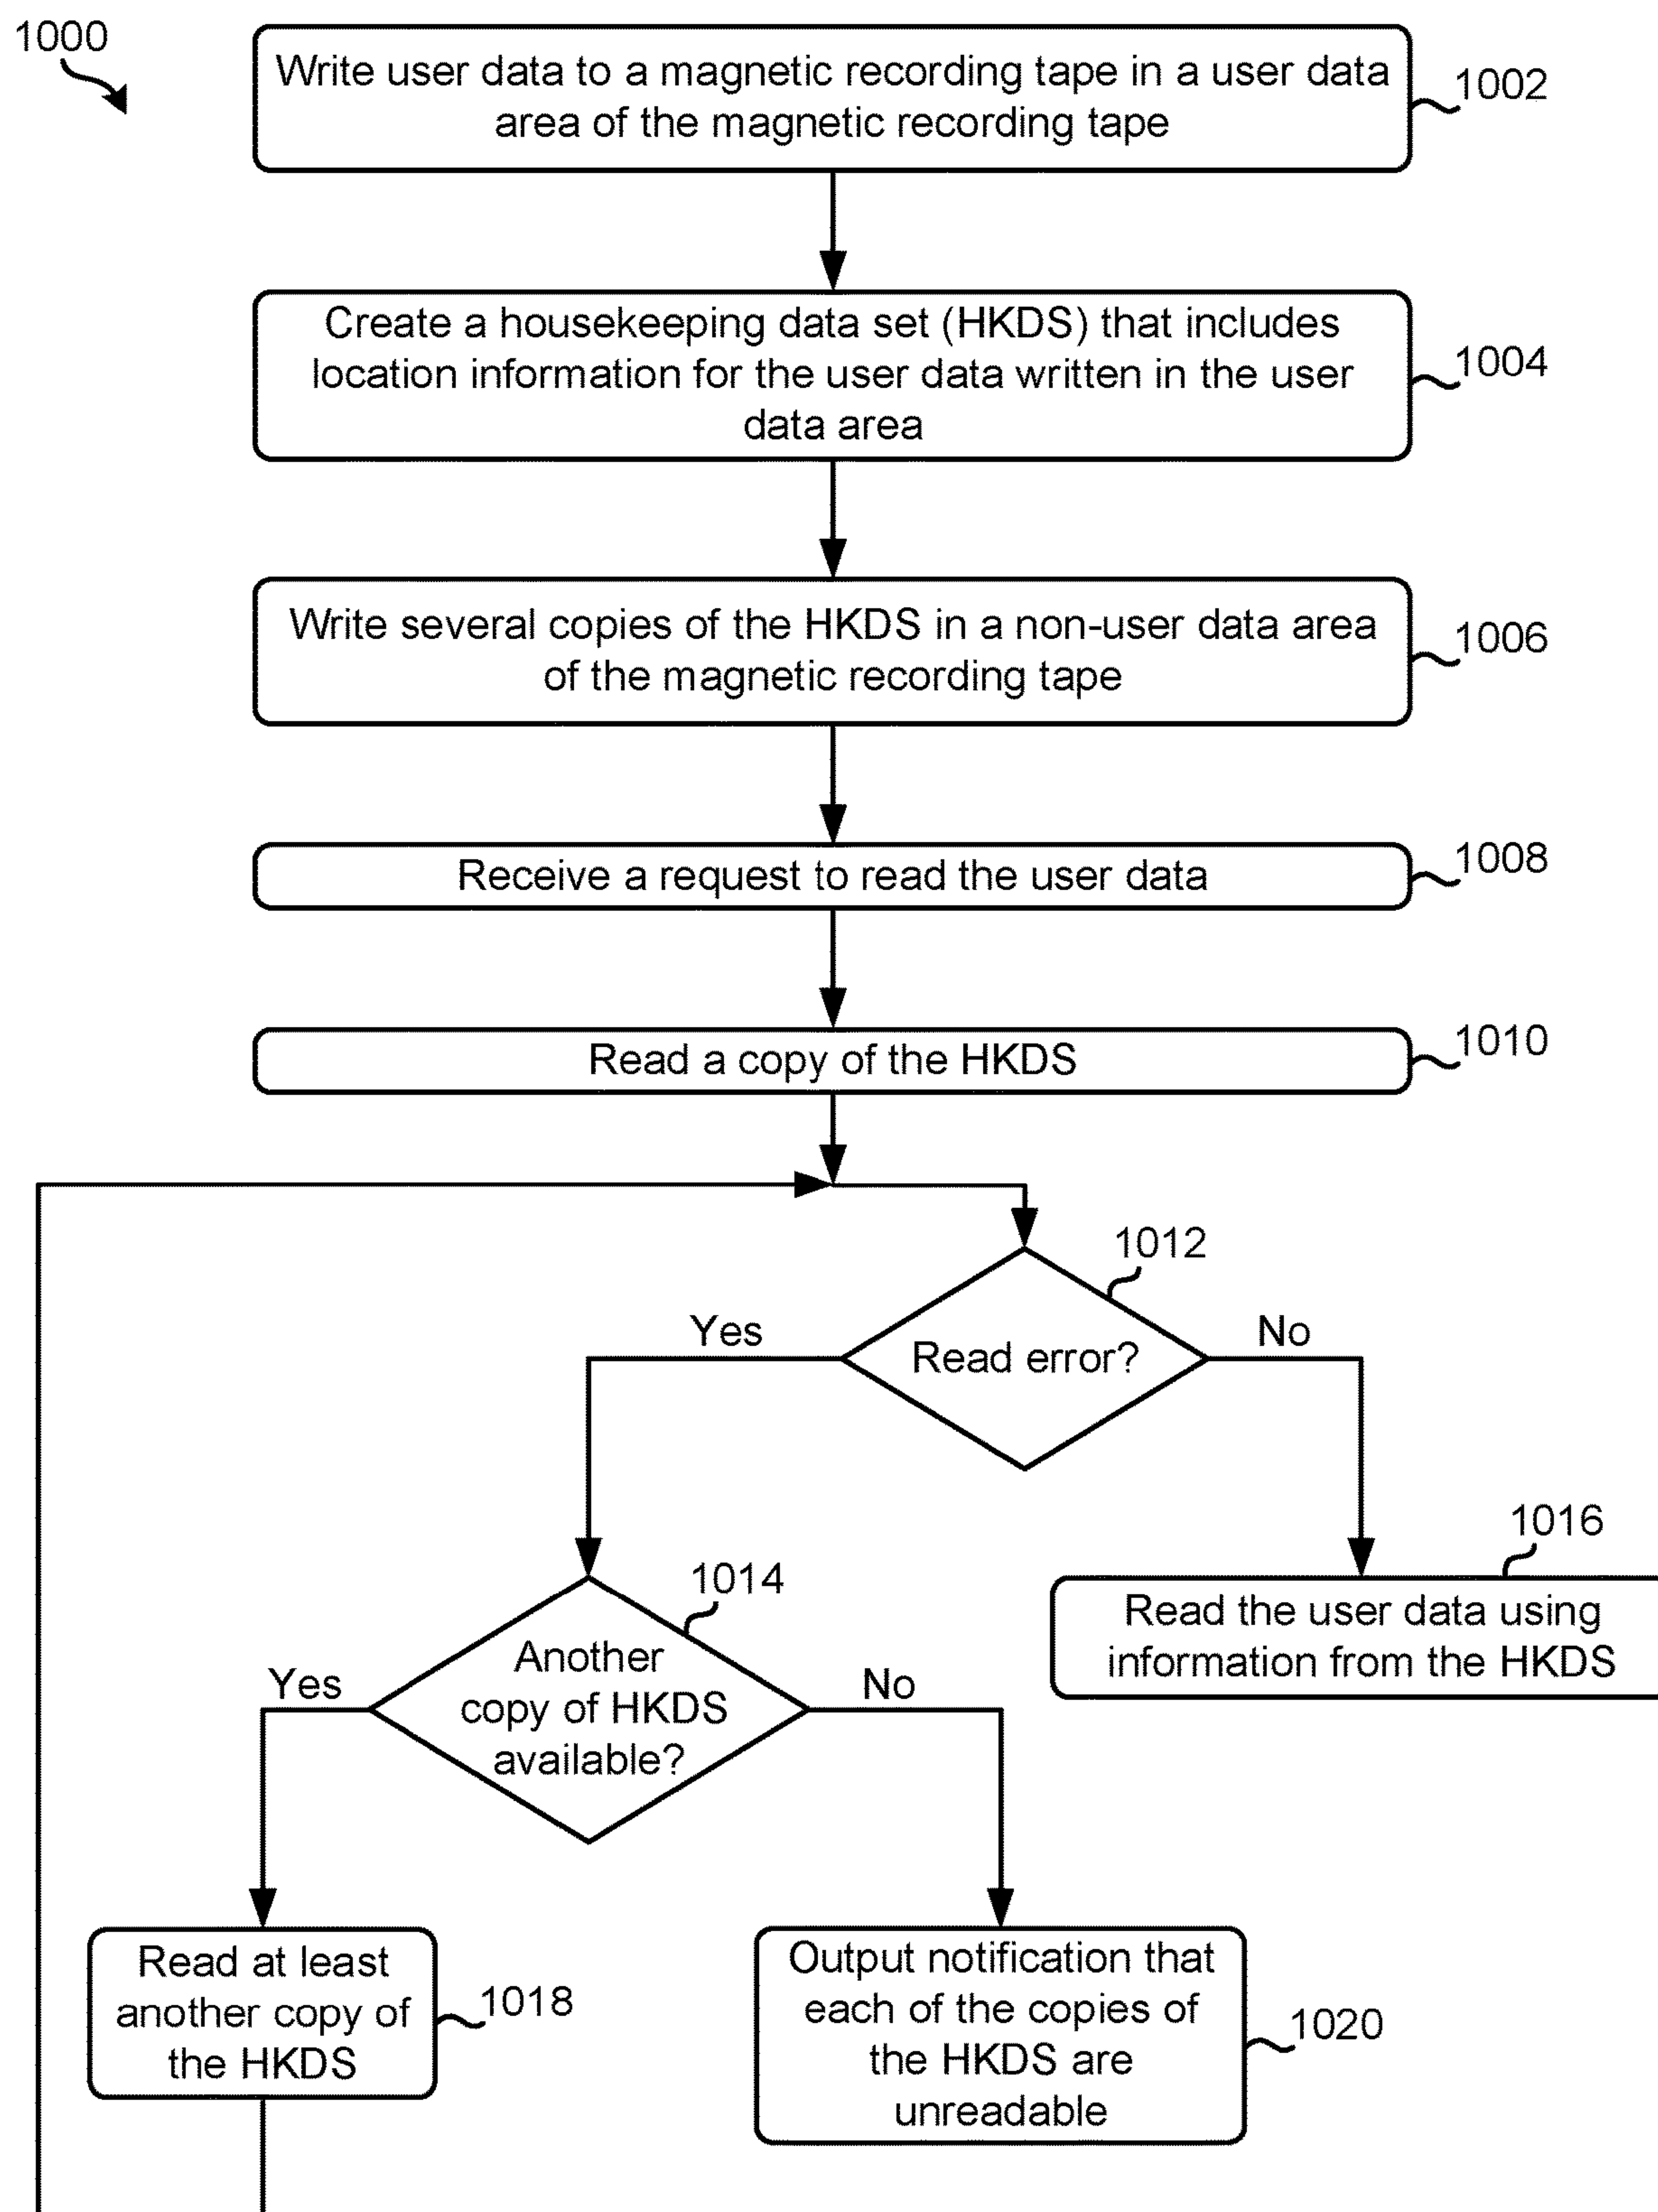 1000
Write user data to a magnetic recording tape in a user data
area of the magnetic recording tape
1002
Create a housekeeping data set (HKDS) that includes
location information for the user data written in the user
data area
1004
Write several copies of the HKDS in a non-user data area
of the magnetic recording tape
1006
Receive a request to read the user data
1008
Read a copy of the HKDS
1010
1012
Yes
Read error?
No
1014
Another
copy of HKDS
available?
Yes
No
1016
Read the user data using
information from the HKDS
Read at least
another copy of
the HKDS
1018
Output notification that
each of the copies of
the HKDS are
unreadable
1020